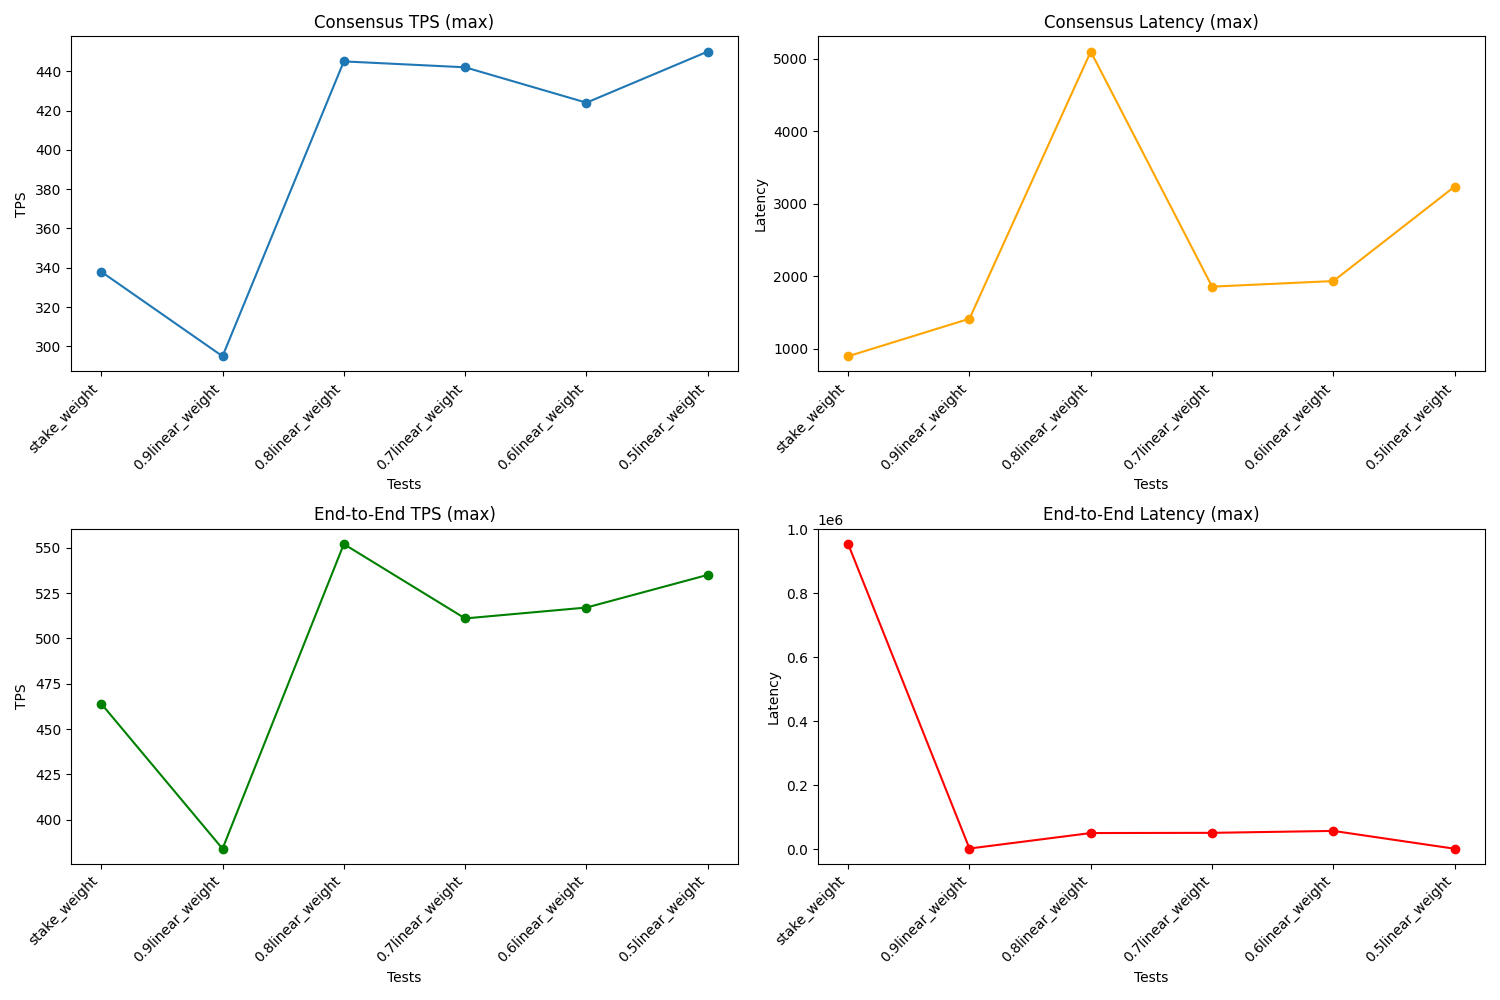 Consensus TPS (max)
TPS
440
420
400
380
360
340
320
300
stake_weight
0.9linear_weight
0.8linear_weight
0.7linear_weight
0.6linear_weight
0.5linear_weight
Tests
Consensus Latency (max)
Latency
5000
4000
3000
2000
1000
stake_weight
0.9linear_weight
0.8linear_weight
0.7linear_weight
0.6linear_weight
0.5linear_weight
Tests
End-to-End TPS (max)
TPS
550
525
500
475
450
425
400
stake_weight
0.9linear_weight
0.8linear_weight
0.7linear_weight
0.6linear_weight
0.5linear_weight
Tests
End-to-End Latency (max)
1e6
Latency
1.0
0.8
0.6
0.4
0.2
0.0
stake_weight
0.9linear_weight
0.8linear_weight
0.7linear_weight
0.6linear_weight
0.5linear_weight
Tests